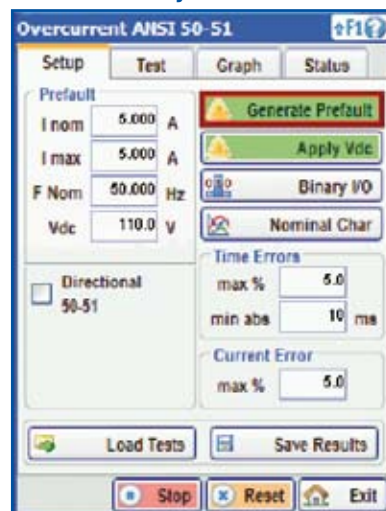 Overcurrent ANSI 50-51
F1
Setup Test Graph Status
Prefault
I nom 5.000 A
I max 5.000 A
F Nom 50.000 Hz
Vdc 110.0 V
Directional
50-51
Generate Prefault
Apply Vdc
Binary I/O
Nominal Char
Time Errors
max % 5.0
min abs 10 ms
Current Error
max % 5.0
Load Tests Save Results
Stop Reset Exit